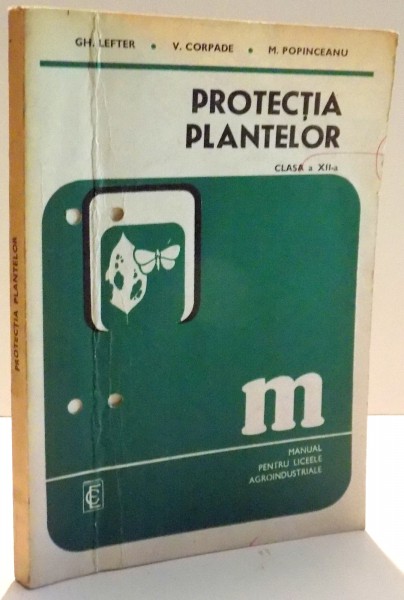 GH. LEFTER • V. CORPADE • M. POPINCEANU
PROTECȚIA
PLANTELOR
CLASA a XII-a
m
MANUAL
PENTRU LICEELE
AGROINDUSTRIALE
PROTECȚIA PLANTELOR